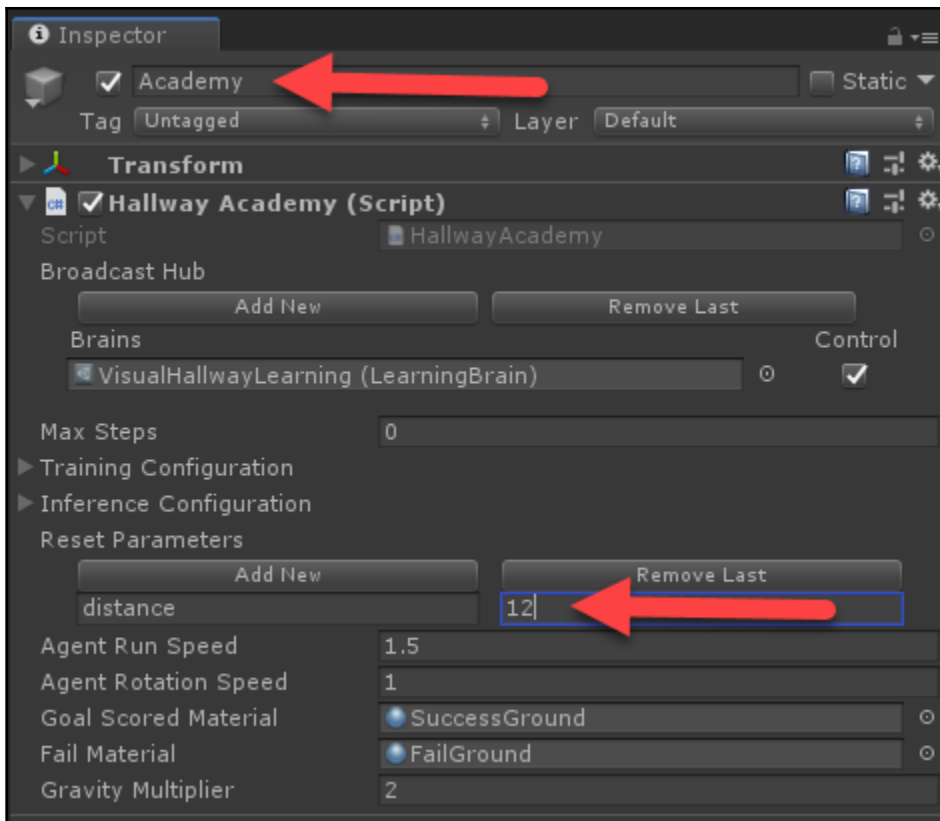 Inspector
Academy Static
Tag Untagged Layer Default
Transform
C# Hallway Academy (Script)
Script HallwayAcademy
Broadcast Hub
Add New Remove Last
Brains Control
VisualHallwayLearning (LearningBrain)
Max Steps 0
Training Configuration
Inference Configuration
Reset Parameters
Add New Remove Last
distance 12
Agent Run Speed 1.5
Agent Rotation Speed 1
Goal Scored Material SuccessGround
Fail Material FailGround
Gravity Multiplier 2